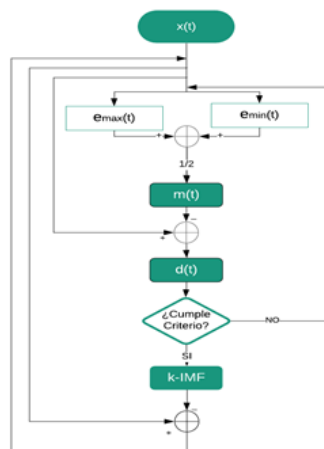 x(t)
emax(t)
emin(t)
+
+
1/2
m(t)
−
+
d(t)
¿Cumple
Criterio?
NO
SI
k-IMF
−
+